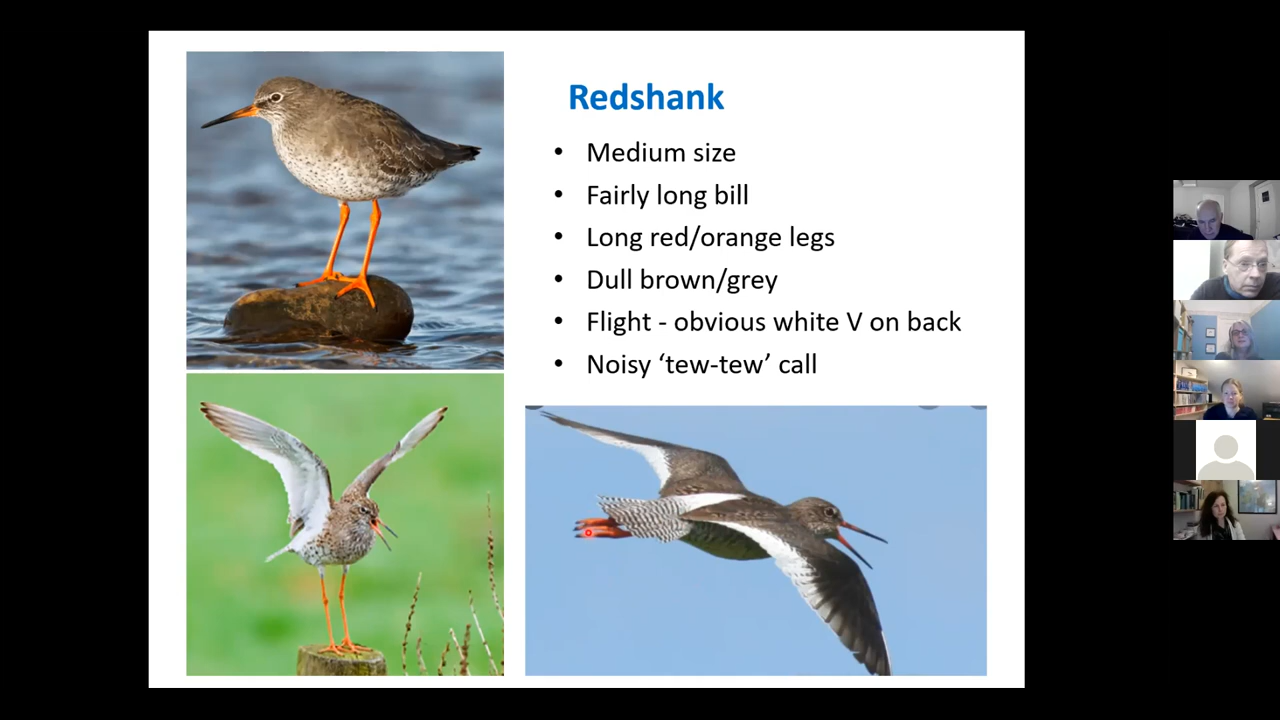 Redshank
• Medium size
• Fairly long bill
• Long red/orange legs
• Dull brown/grey
• Flight - obvious white V on back
• Noisy ‘tew-tew’ call